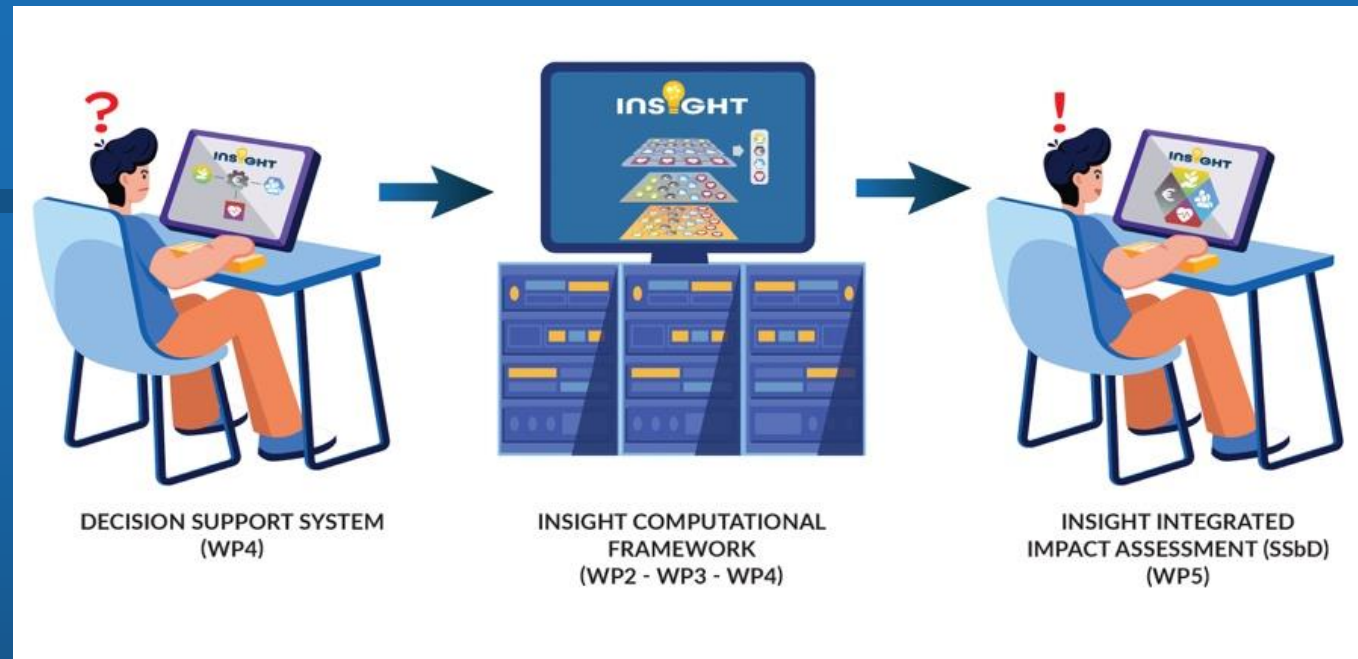 ?
INSIGHT
DECISION SUPPORT SYSTEM
(WP4)
INSIGHT
INSIGHT COMPUTATIONAL
FRAMEWORK
(WP2 - WP3 - WP4)
!
INSIGHT
€
INSIGHT INTEGRATED
IMPACT ASSESSMENT (SSbD)
(WP5)